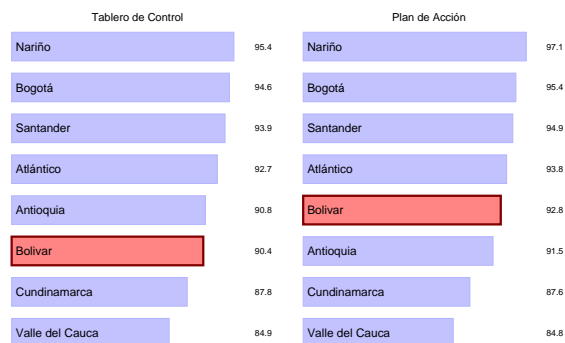 Tablero de Control
Nariño 95.4
Bogotá 94.6
Santander 93.9
Atlántico 92.7
Antioquia 90.8
Bolivar 90.4
Cundinamarca 87.8
Valle del Cauca 84.9
Plan de Acción
Nariño 97.1
Bogotá 95.4
Santander 94.9
Atlántico 93.8
Bolivar 92.8
Antioquia 91.5
Cundinamarca 87.6
Valle del Cauca 84.8